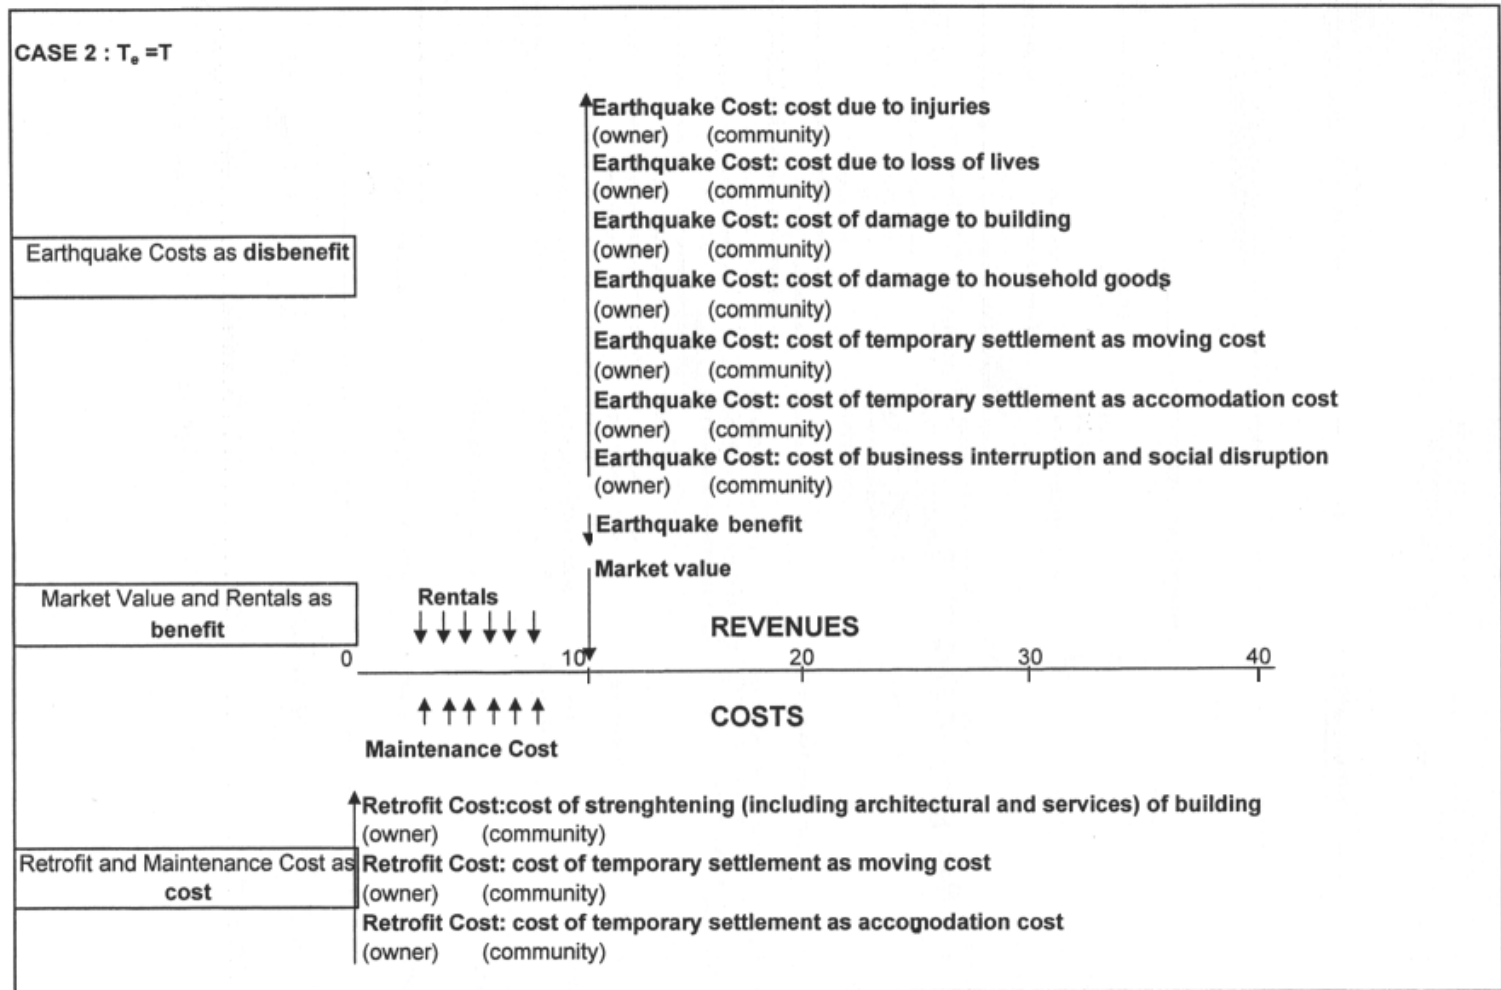 CASE 2 : Te =T
Earthquake Cost: cost due to injuries
(owner) (community)
Earthquake Cost: cost due to loss of lives
(owner) (community)
Earthquake Cost: cost of damage to building
(owner) (community)
Earthquake Costs as disbenefit
Earthquake Cost: cost of damage to household goods
(owner) (community)
Earthquake Cost: cost of temporary settlement as moving cost
(owner) (community)
Earthquake Cost: cost of temporary settlement as accomodation cost
(owner) (community)
Earthquake Cost: cost of business interruption and social disruption
(owner) (community)
Earthquake benefit
Market value
Market Value and Rentals as
benefit
Rentals
REVENUES
0 10 20 30 40
COSTS
Maintenance Cost
Retrofit Cost:cost of strenghtening (including architectural and services) of building
(owner) (community)
Retrofit and Maintenance Cost as
cost
Retrofit Cost: cost of temporary settlement as moving cost
(owner) (community)
Retrofit Cost: cost of temporary settlement as accomodation cost
(owner) (community)